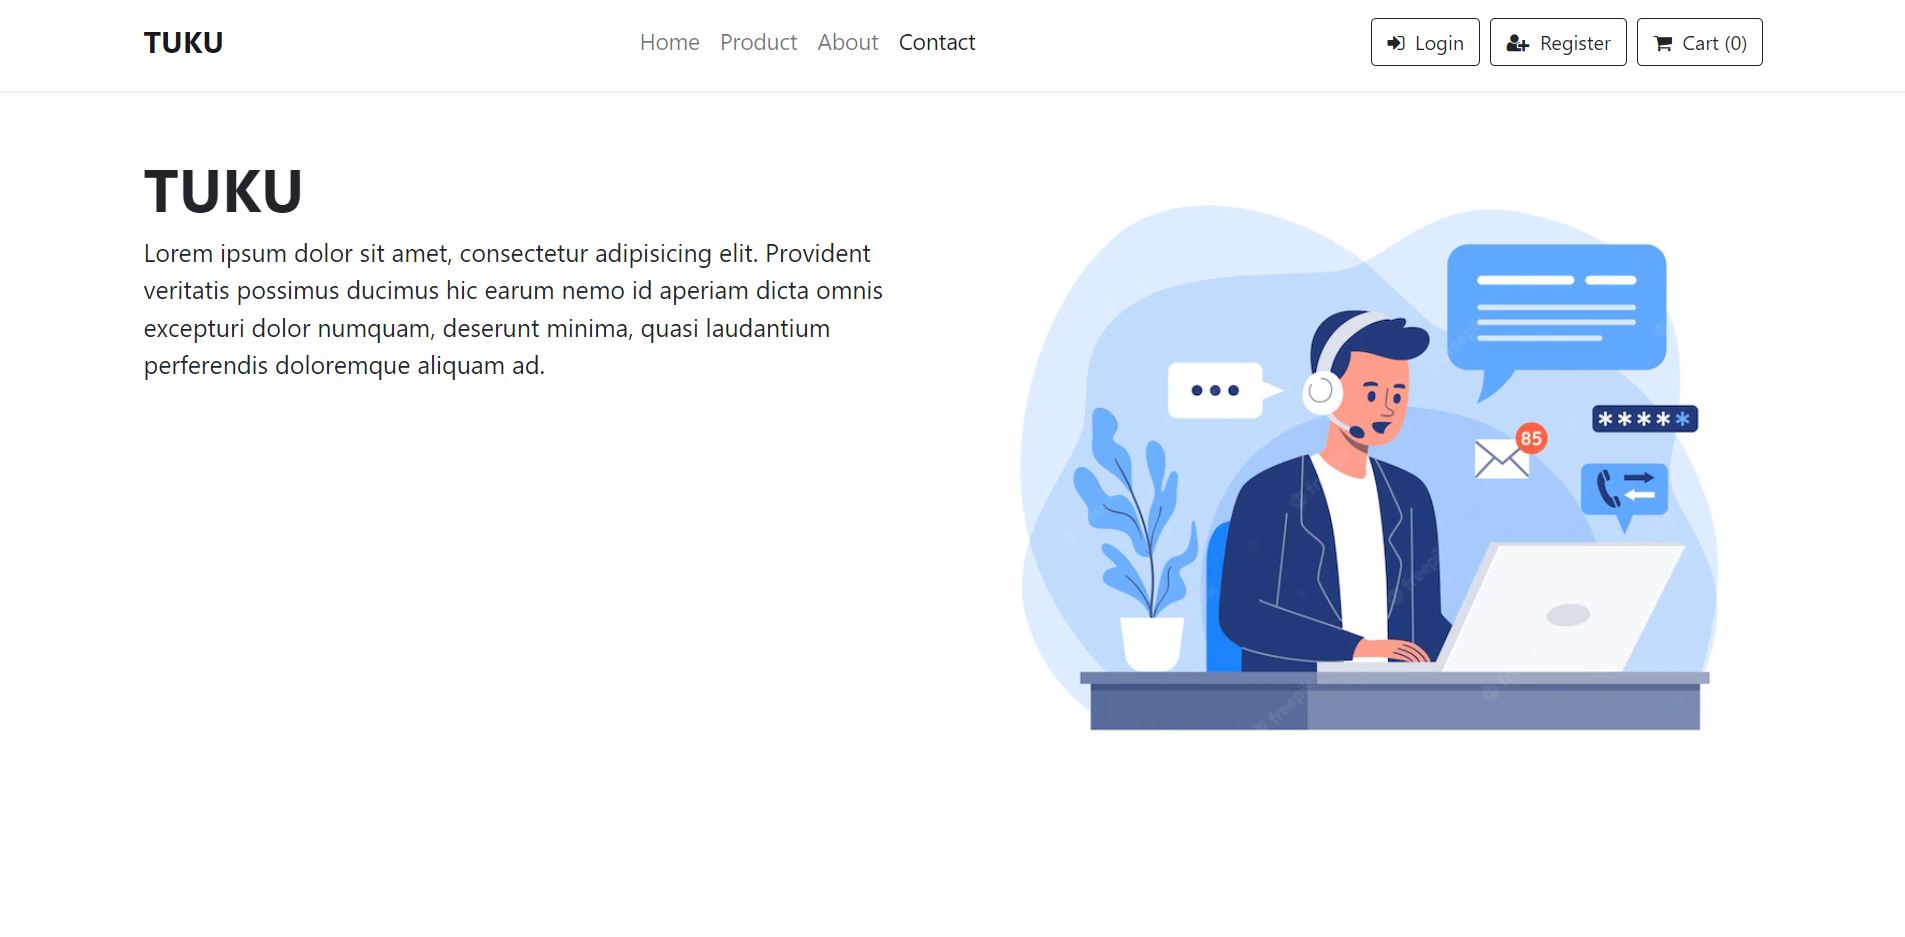 TUKU
Home Product About Contact
Login Register Cart (0)
TUKU
Lorem ipsum dolor sit amet, consectetur adipisicing elit. Provident
veritatis possimus ducimus hic earum nemo id aperiam dicta omnis
excepturi dolor numquam, deserunt minima, quasi laudantium
perferendis doloremque aliquam ad.
85
*****
freepik
freepik